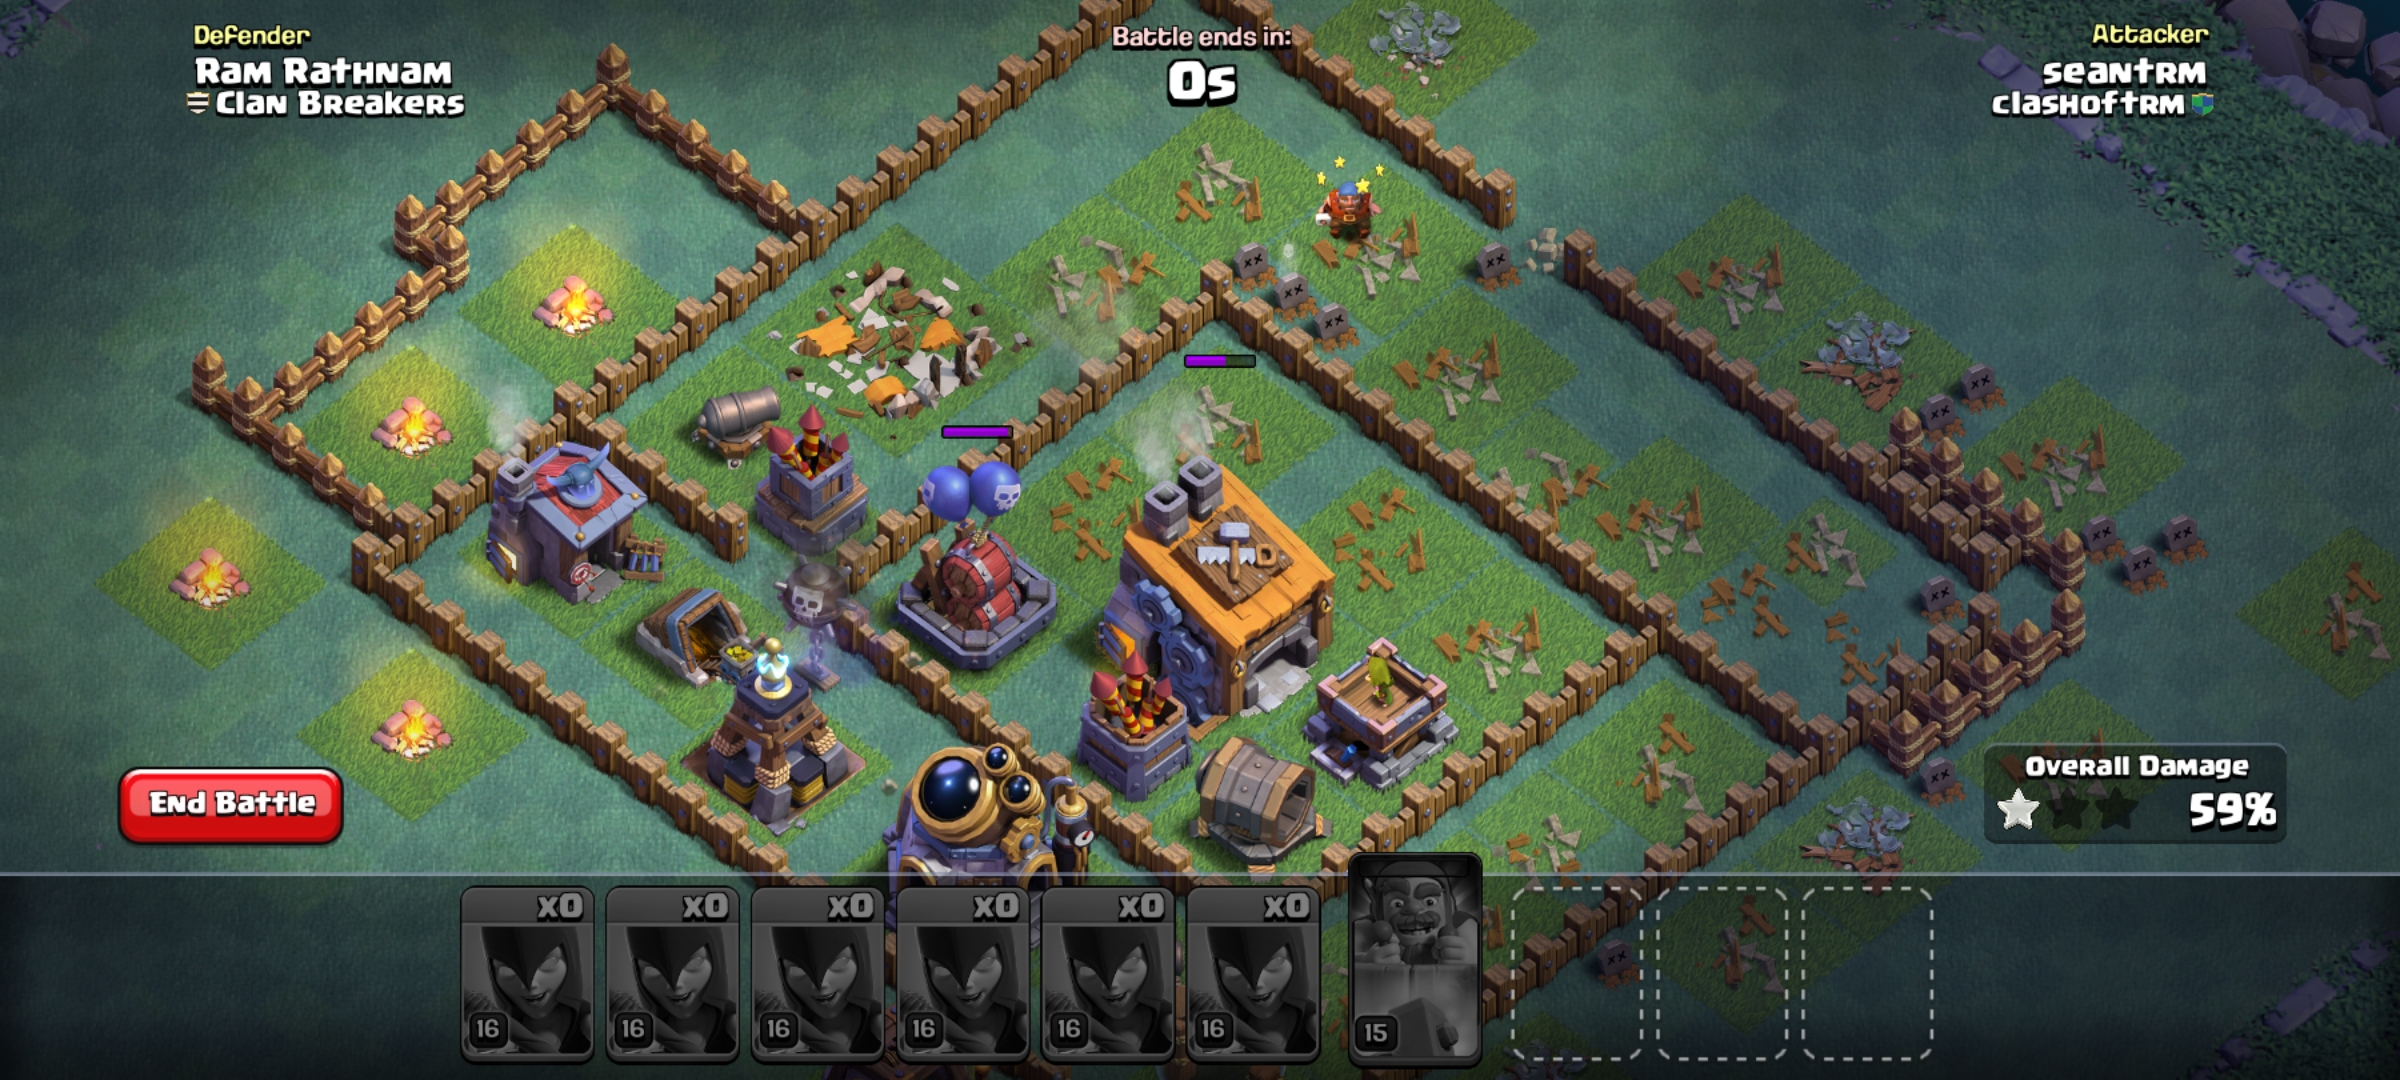 Defender
Ram Rathnam
Clan Breakers
Battle ends in:
0s
Attacker
seantrm
clashoftrm
End Battle
Overall Damage
59%
x0
x0
x0
x0
x0
x0
16
16
16
16
16
16
15